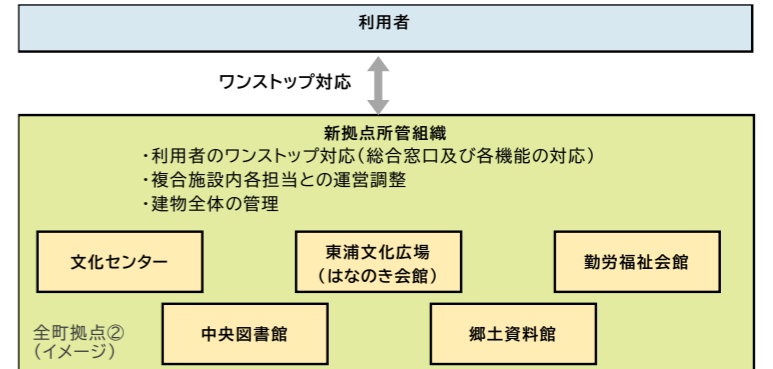 利用者
ワンストップ対応
新拠点所管組織
・利用者のワンストップ対応（総合窓口及び各機能の対応）
・複合施設内各担当との運営調整
・建物全体の管理
文化センター
東浦文化広場
（はなのき会館）
勤労福祉会館
全町拠点②
（イメージ）
中央図書館
郷土資料館